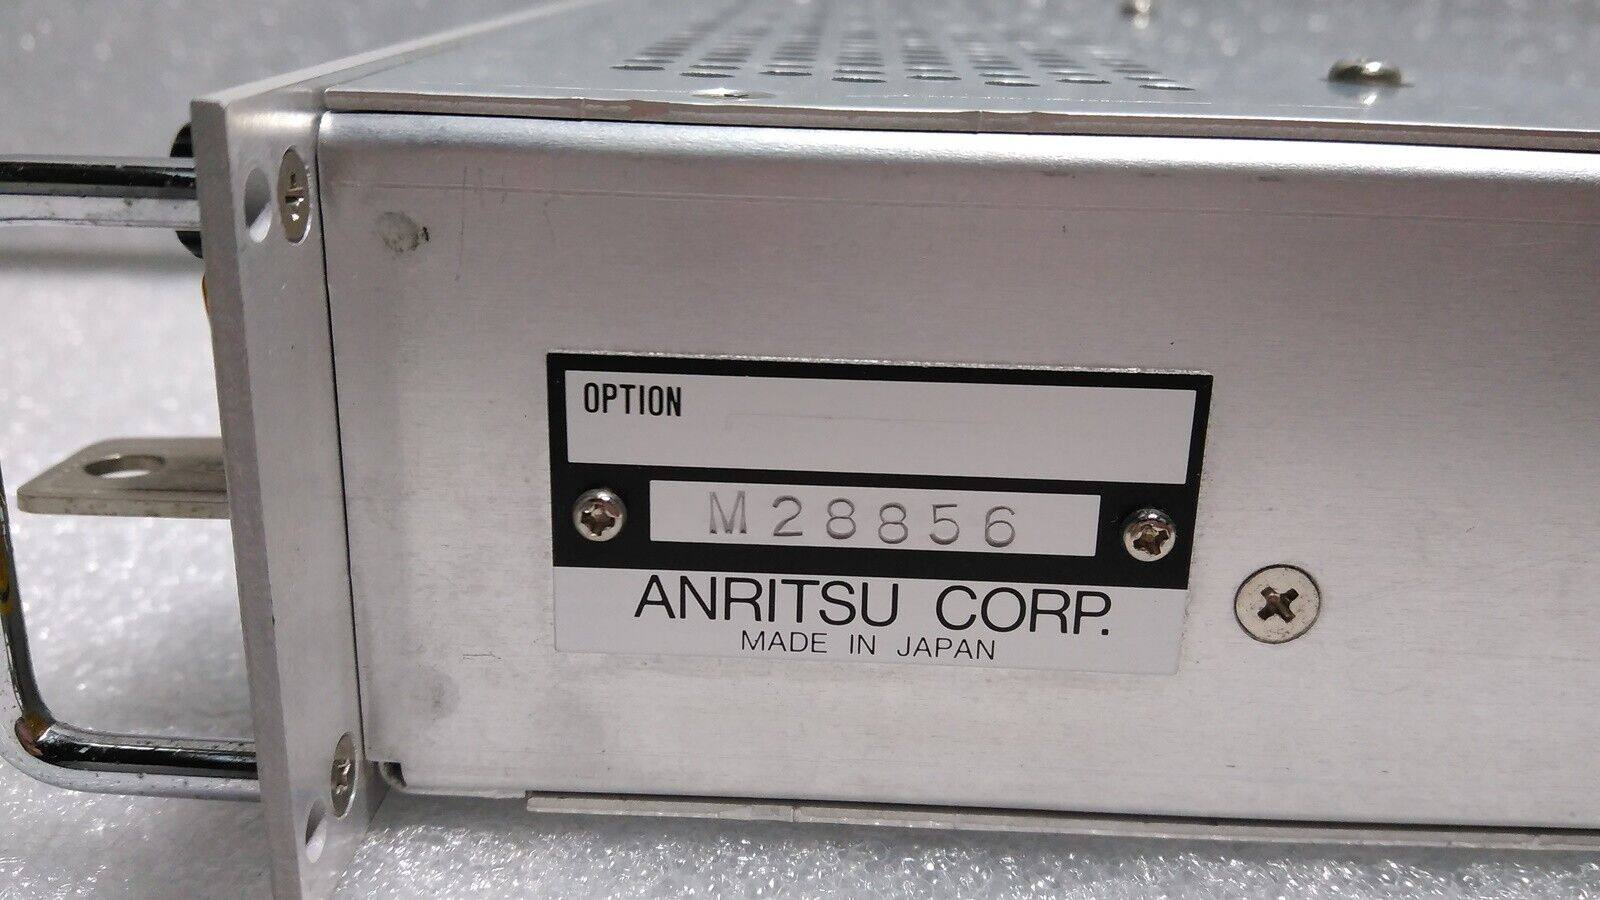 OPTION
M28856
ANRITSU CORP.
MADE IN JAPAN